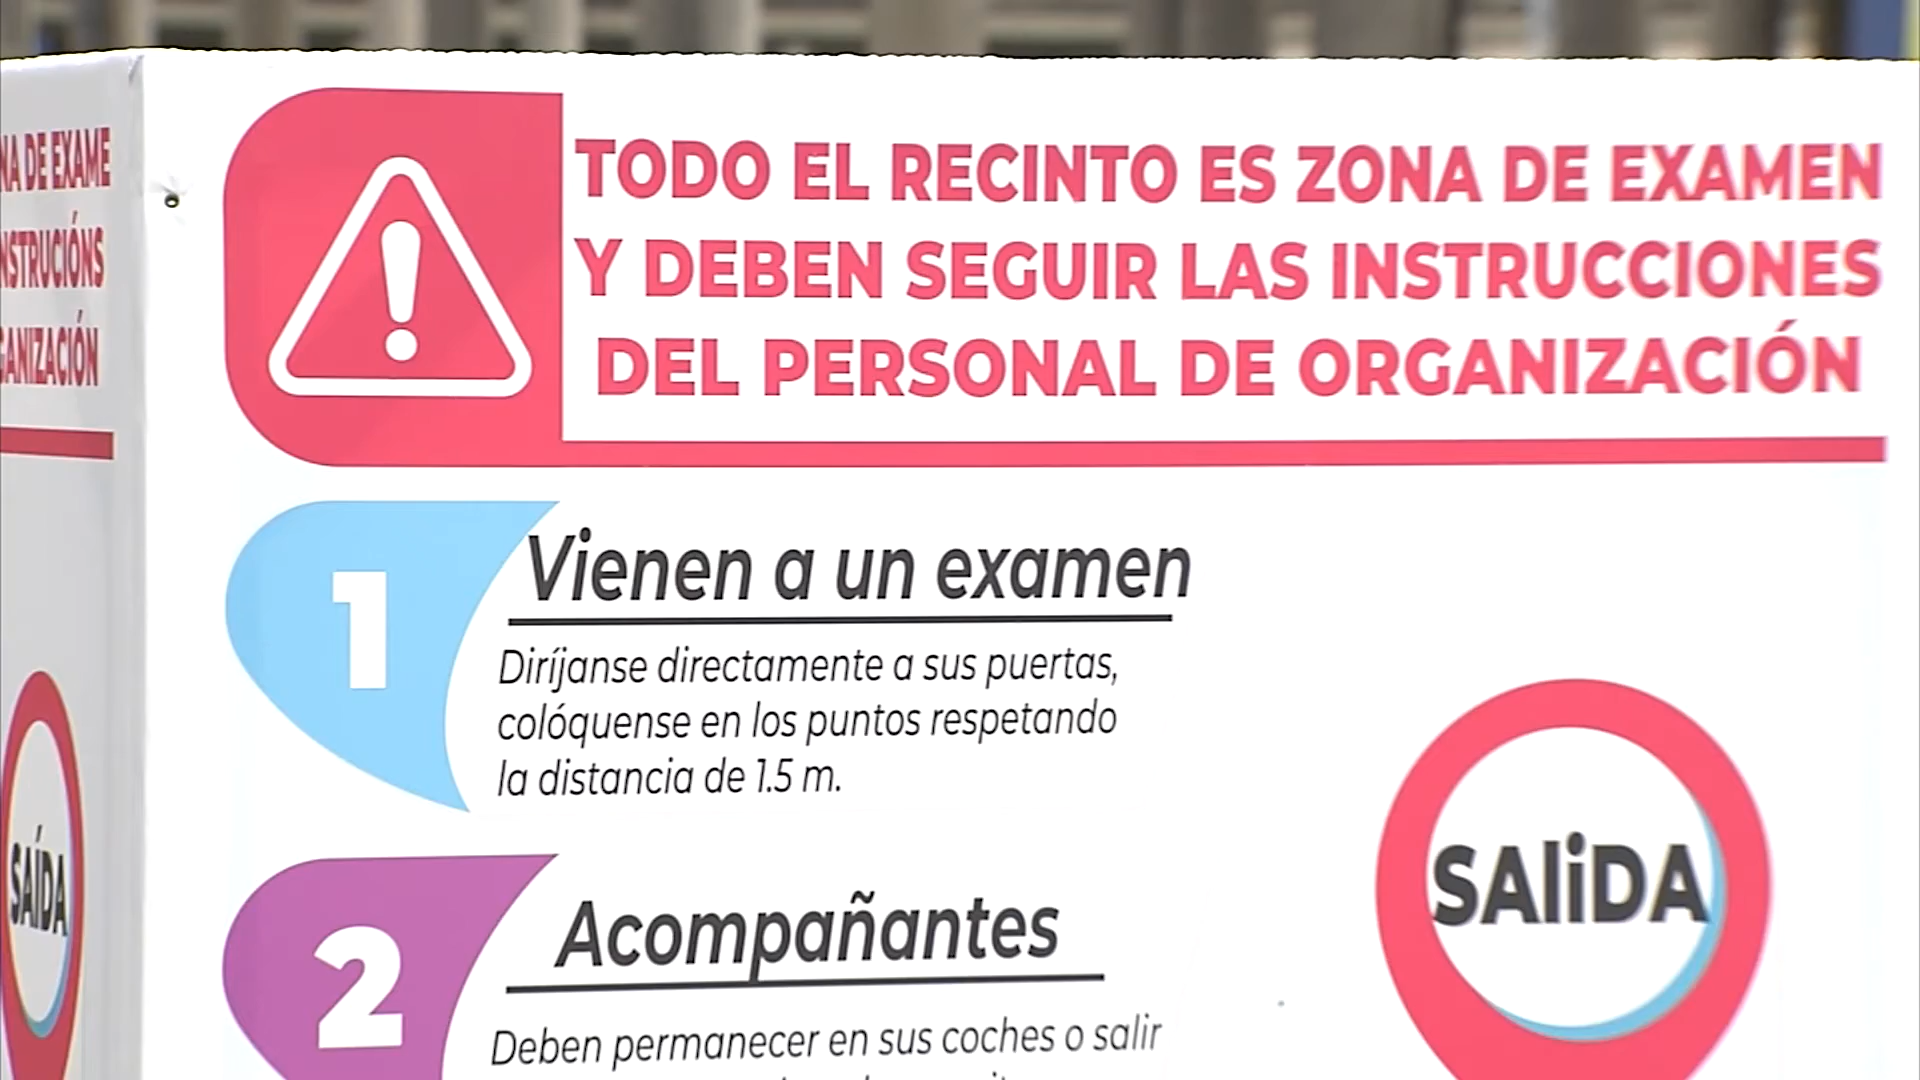 NA DE EXAME
NSTRUCIÓNS
GANIZACIÓN
SAÍDA
TODO EL RECINTO ES ZONA DE EXAMEN
Y DEBEN SEGUIR LAS INSTRUCCIONES
DEL PERSONAL DE ORGANIZACIÓN
1
Vienen a un examen
Diríjanse directamente a sus puertas,
colóquense en los puntos respetando
la distancia de 1.5 m.
2
Acompañantes
Deben permanecer en sus coches o salir
SAliDA